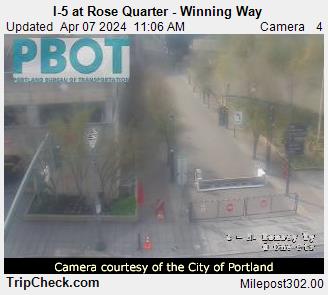 I-5 at Rose Quarter - Winning Way
Updated Apr 07 2024 11:06 AM Camera 4
PBOT
PORTLAND BUREAU OF TRANSPORTATION
Camera courtesy of the City of Portland
TripCheck.com Milepost302.00